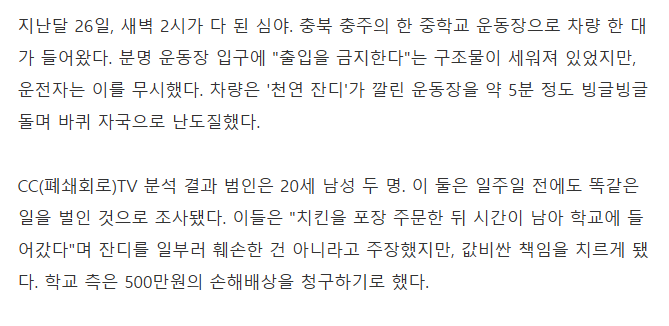 지난달 26일, 새벽 2시가 다 된 심야. 충북 충주의 한 중학교 운동장으로 차량 한 대
가 들어왔다. 분명 운동장 입구에 "출입을 금지한다"는 구조물이 세워져 있었지만,
운전자는 이를 무시했다. 차량은 '천연 잔디'가 깔린 운동장을 약 5분 정도 빙글빙글
돌며 바퀴 자국으로 난도질했다.
CC(폐쇄회로)TV 분석 결과 범인은 20세 남성 두 명. 이 둘은 일주일 전에도 똑같은
일을 벌인 것으로 조사됐다. 이들은 "치킨을 포장 주문한 뒤 시간이 남아 학교에 들
어갔다"며 잔디를 일부러 훼손한 건 아니라고 주장했지만, 값비싼 책임을 치르게 됐
다. 학교 측은 500만원의 손해배상을 청구하기로 했다.